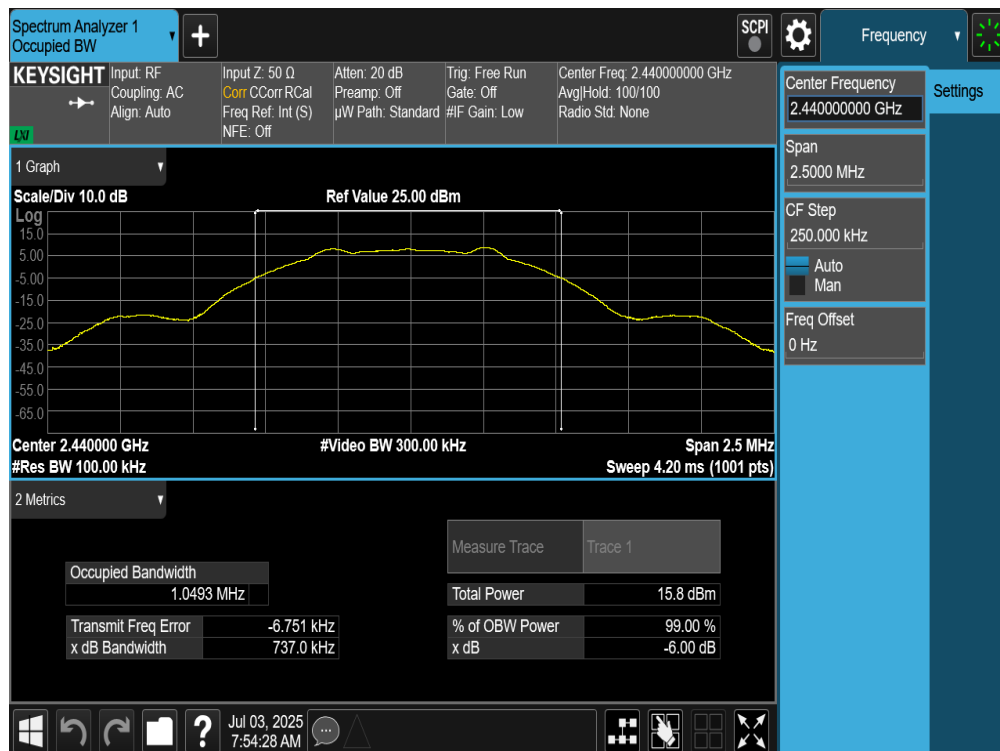 Spectrum Analyzer 1
Occupied BW
+
SCPI
Frequency
KEYSIGHT
LXI
Input: RF
Coupling: AC
Align: Auto
Input Z: 50 Ω
Corr CCorr RCal
Freq Ref: Int (S)
NFE: Off
Atten: 20 dB
Preamp: Off
µW Path: Standard
Trig: Free Run
Gate: Off
#IF Gain: Low
Center Freq: 2.440000000 GHz
Avg|Hold: 100/100
Radio Std: None
Center Frequency
2.440000000 GHz
Settings
Span
2.5000 MHz
CF Step
250.000 kHz
Auto
Man
Freq Offset
0 Hz
1 Graph
Scale/Div 10.0 dB
Ref Value 25.00 dBm
Log
15.0
5.00
-5.00
-15.0
-25.0
-35.0
-45.0
-55.0
-65.0
Center 2.440000 GHz
#Video BW 300.00 kHz
Span 2.5 MHz
#Res BW 100.00 kHz
Sweep 4.20 ms (1001 pts)
2 Metrics
Measure Trace
Trace 1
Occupied Bandwidth
1.0493 MHz
Total Power
15.8 dBm
Transmit Freq Error
-6.751 kHz
% of OBW Power
99.00 %
x dB Bandwidth
737.0 kHz
x dB
-6.00 dB
?
Jul 03, 2025
7:54:28 AM